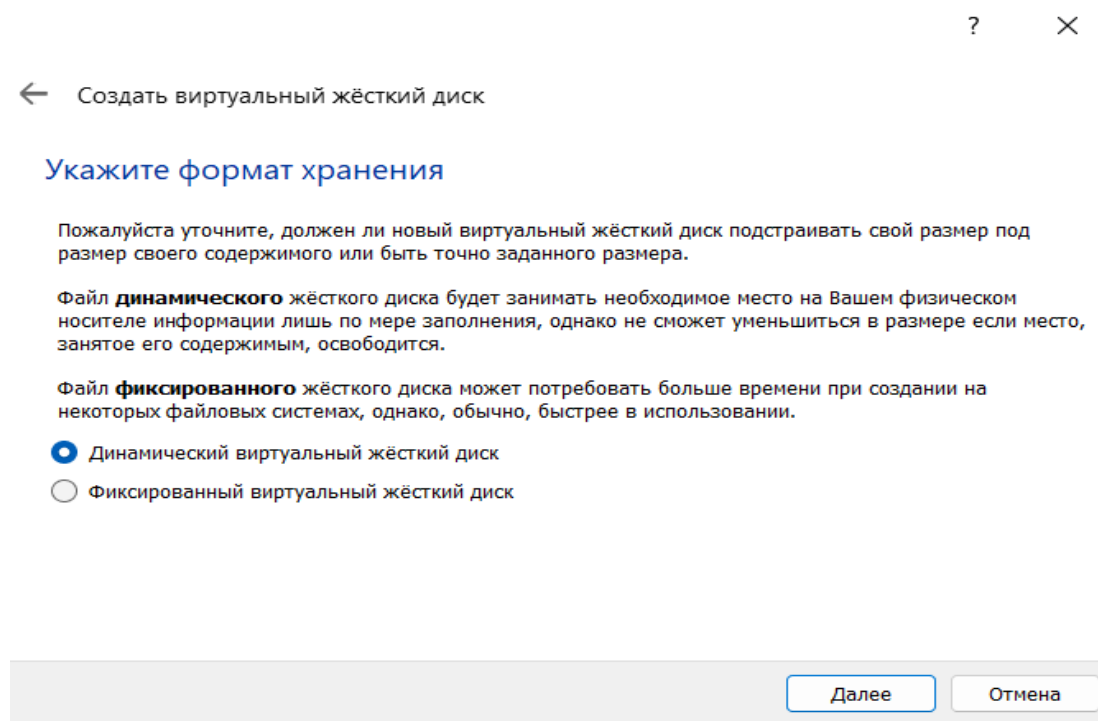 ?
Создать виртуальный жёсткий диск
Укажите формат хранения
Пожалуйста уточните, должен ли новый виртуальный жёсткий диск подстраивать свой размер под
размер своего содержимого или быть точно заданного размера.
Файл динамического жёсткого диска будет занимать необходимое место на Вашем физическом
носителе информации лишь по мере заполнения, однако не сможет уменьшиться в размере если место,
занятое его содержимым, освободится.
Файл фиксированного жёсткого диска может потребовать больше времени при создании на
некоторых файловых системах, однако, обычно, быстрее в использовании.
Динамический виртуальный жёсткий диск
Фиксированный виртуальный жёсткий диск
Далее Отмена